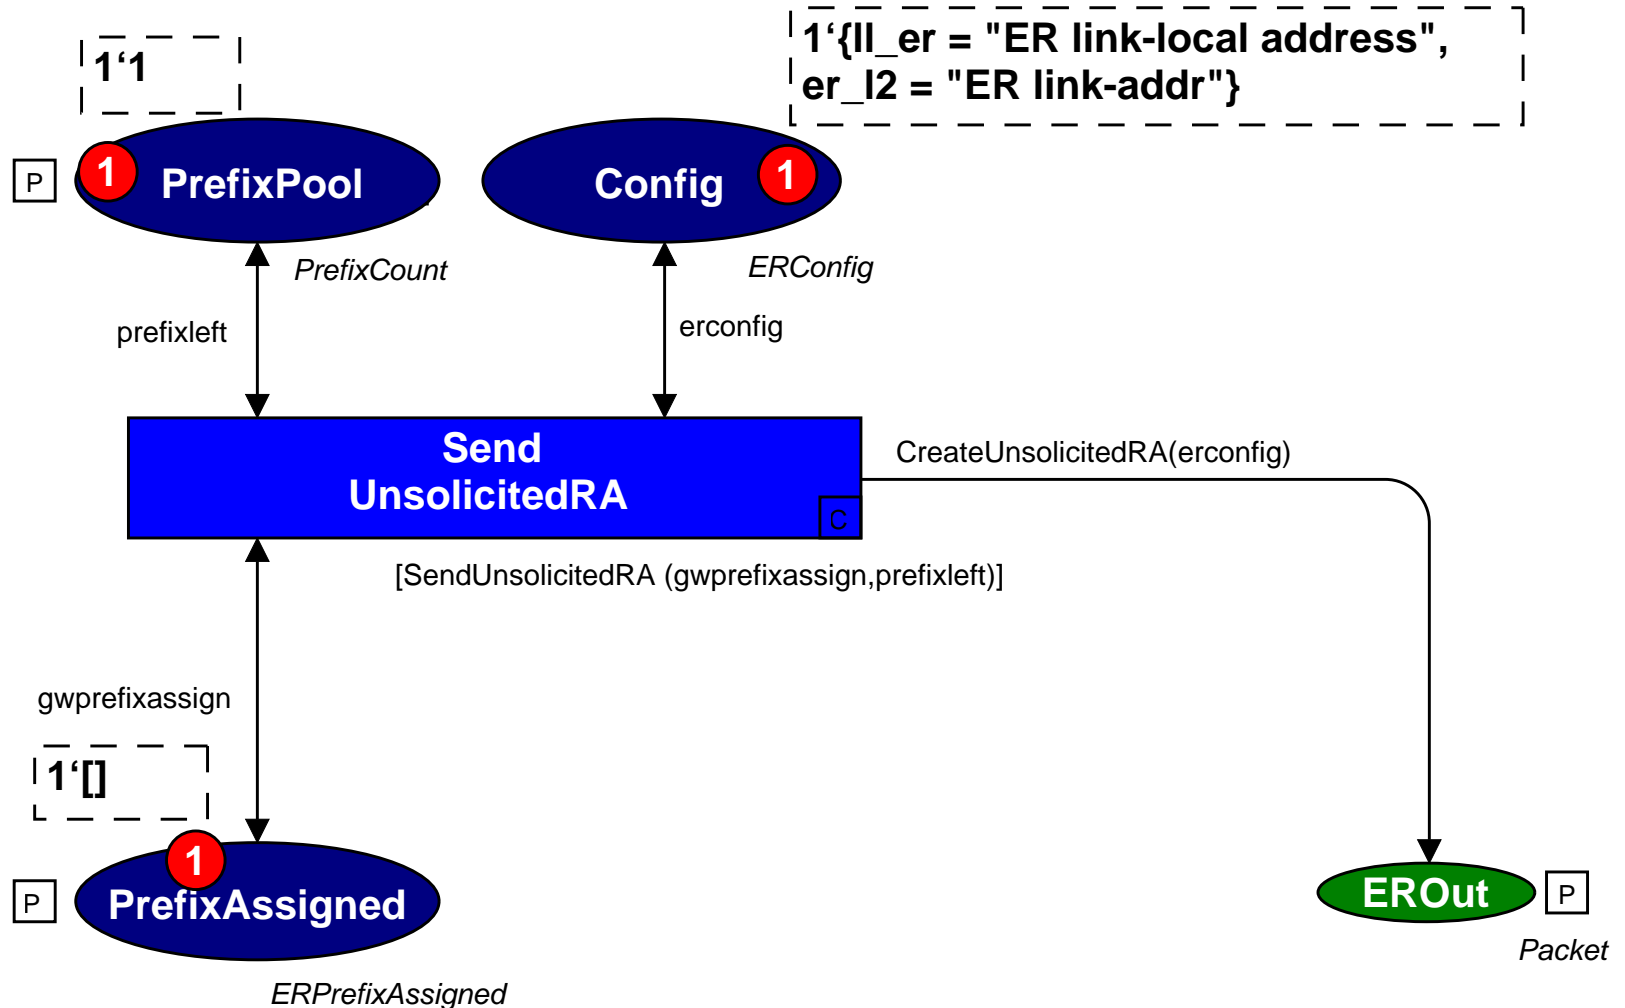 1‘{ll_er = "ER link-local address",
er_l2 = "ER link-addr"}
1‘1
P
1
PrefixPool
Config
1
PrefixCount
ERConfig
prefixleft
erconfig
Send
UnsolicitedRA
C
CreateUnsolicitedRA(erconfig)
[SendUnsolicitedRA (gwprefixassign,prefixleft)]
gwprefixassign
1‘[]
1
P
PrefixAssigned
EROut
P
Packet
ERPrefixAssigned